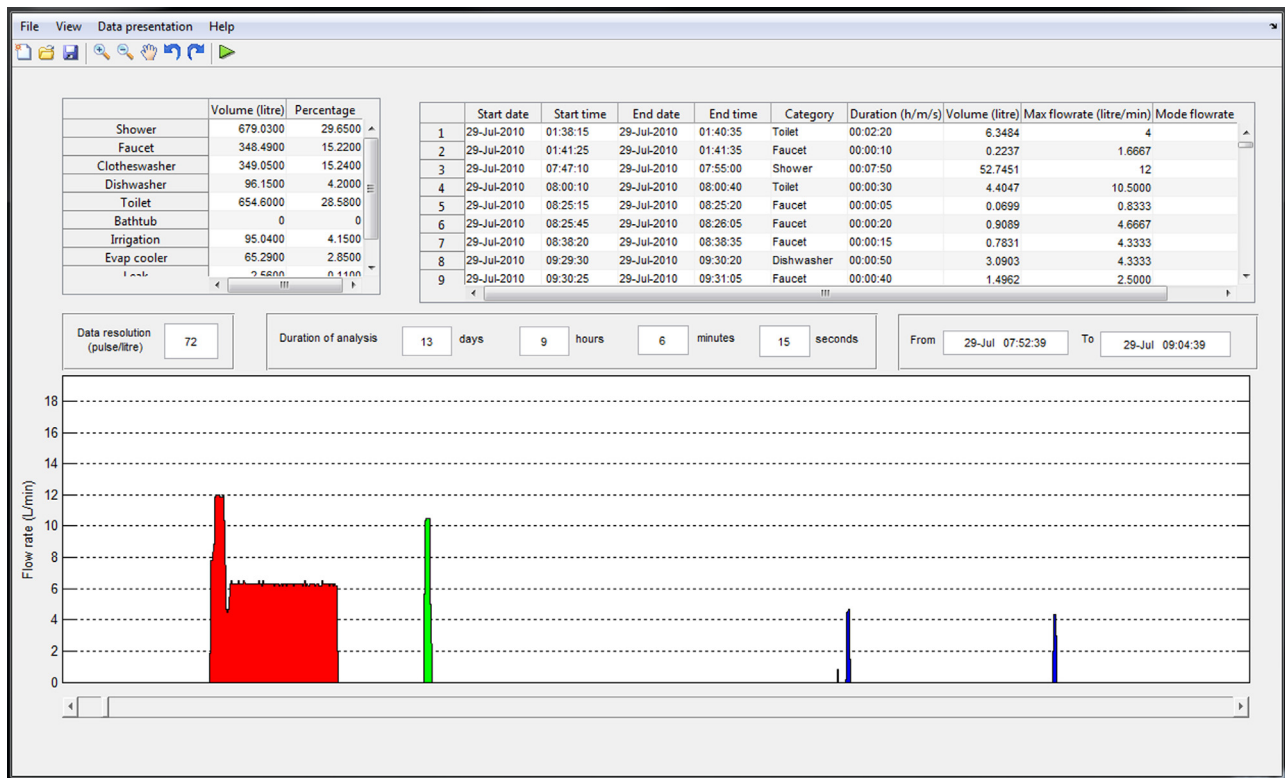 File View Data presentation Help
Volume (litre) Percentage
Shower 679.0300 29.6500
Faucet 348.4900 15.2200
Clotheswasher 349.0500 15.2400
Dishwasher 96.1500 4.2000
Toilet 654.6000 28.5800
Bathtub 0 0
Irrigation 95.0400 4.1500
Evap cooler 65.2900 2.8500
Leak 2.5600 0.1100
Start date Start time End date End time Category Duration (h/m/s) Volume (litre) Max flowrate (litre/min) Mode flowrate
1 29-Jul-2010 01:38:15 29-Jul-2010 01:40:35 Toilet 00:02:20 6.3484 4
2 29-Jul-2010 01:41:25 29-Jul-2010 01:41:35 Faucet 00:00:10 0.2237 1.6667
3 29-Jul-2010 07:47:10 29-Jul-2010 07:55:00 Shower 00:07:50 52.7451 12
4 29-Jul-2010 08:00:10 29-Jul-2010 08:00:40 Toilet 00:00:30 4.4047 10.5000
5 29-Jul-2010 08:25:15 29-Jul-2010 08:25:20 Faucet 00:00:05 0.0699 0.8333
6 29-Jul-2010 08:25:45 29-Jul-2010 08:26:05 Faucet 00:00:20 0.9089 4.6667
7 29-Jul-2010 08:38:20 29-Jul-2010 08:38:35 Faucet 00:00:15 0.7831 4.3333
8 29-Jul-2010 09:29:30 29-Jul-2010 09:30:20 Dishwasher 00:00:50 3.0903 4.3333
9 29-Jul-2010 09:30:25 29-Jul-2010 09:31:05 Faucet 00:00:40 1.4962 2.5000
Data resolution
(pulse/litre) 72
Duration of analysis 13 days 9 hours 6 minutes 15 seconds
From 29-Jul 07:52:39 To 29-Jul 09:04:39
Flow rate (L/min)
18
16
14
12
10
8
6
4
2
0